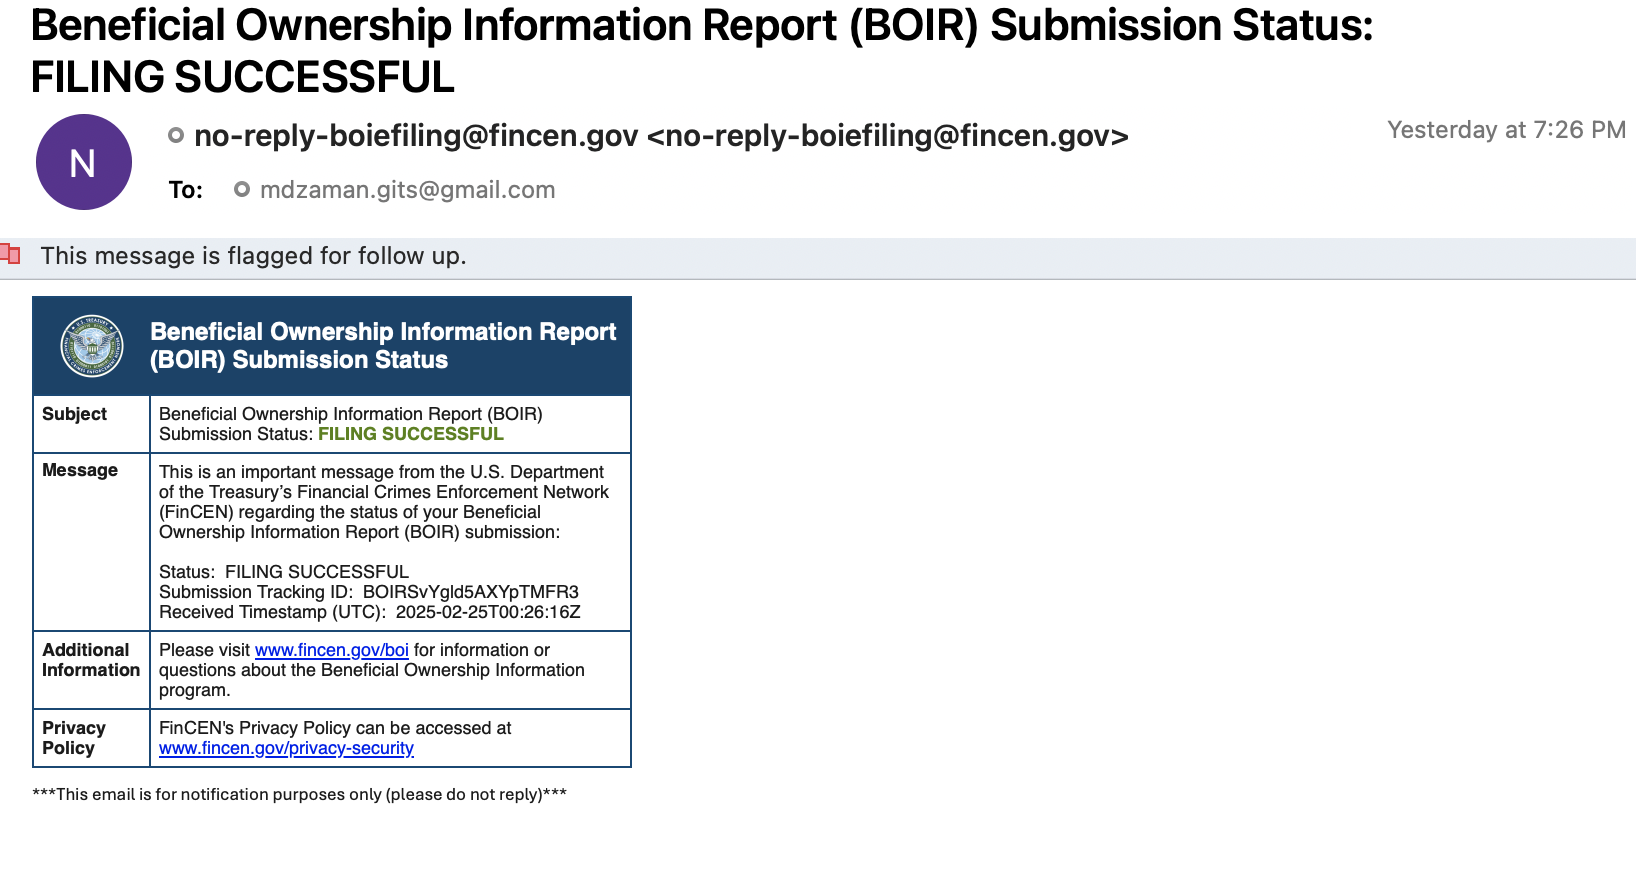 Beneficial Ownership Information Report (BOIR) Submission Status:
FILING SUCCESSFUL
N
no-reply-boiefiling@fincen.gov <no-reply-boiefiling@fincen.gov>
Yesterday at 7:26 PM
To: mdzaman.gits@gmail.com
This message is flagged for follow up.
Beneficial Ownership Information Report
(BOIR) Submission Status
Subject
Beneficial Ownership Information Report (BOIR)
Submission Status: FILING SUCCESSFUL
Message
This is an important message from the U.S. Department
of the Treasury’s Financial Crimes Enforcement Network
(FinCEN) regarding the status of your Beneficial
Ownership Information Report (BOIR) submission:
Status: FILING SUCCESSFUL
Submission Tracking ID: BOIRSvYgld5AXYpTMFR3
Received Timestamp (UTC): 2025-02-25T00:26:16Z
Additional
Information
Please visit www.fincen.gov/boi for information or
questions about the Beneficial Ownership Information
program.
Privacy
Policy
FinCEN's Privacy Policy can be accessed at
www.fincen.gov/privacy-security
***This email is for notification purposes only (please do not reply)***